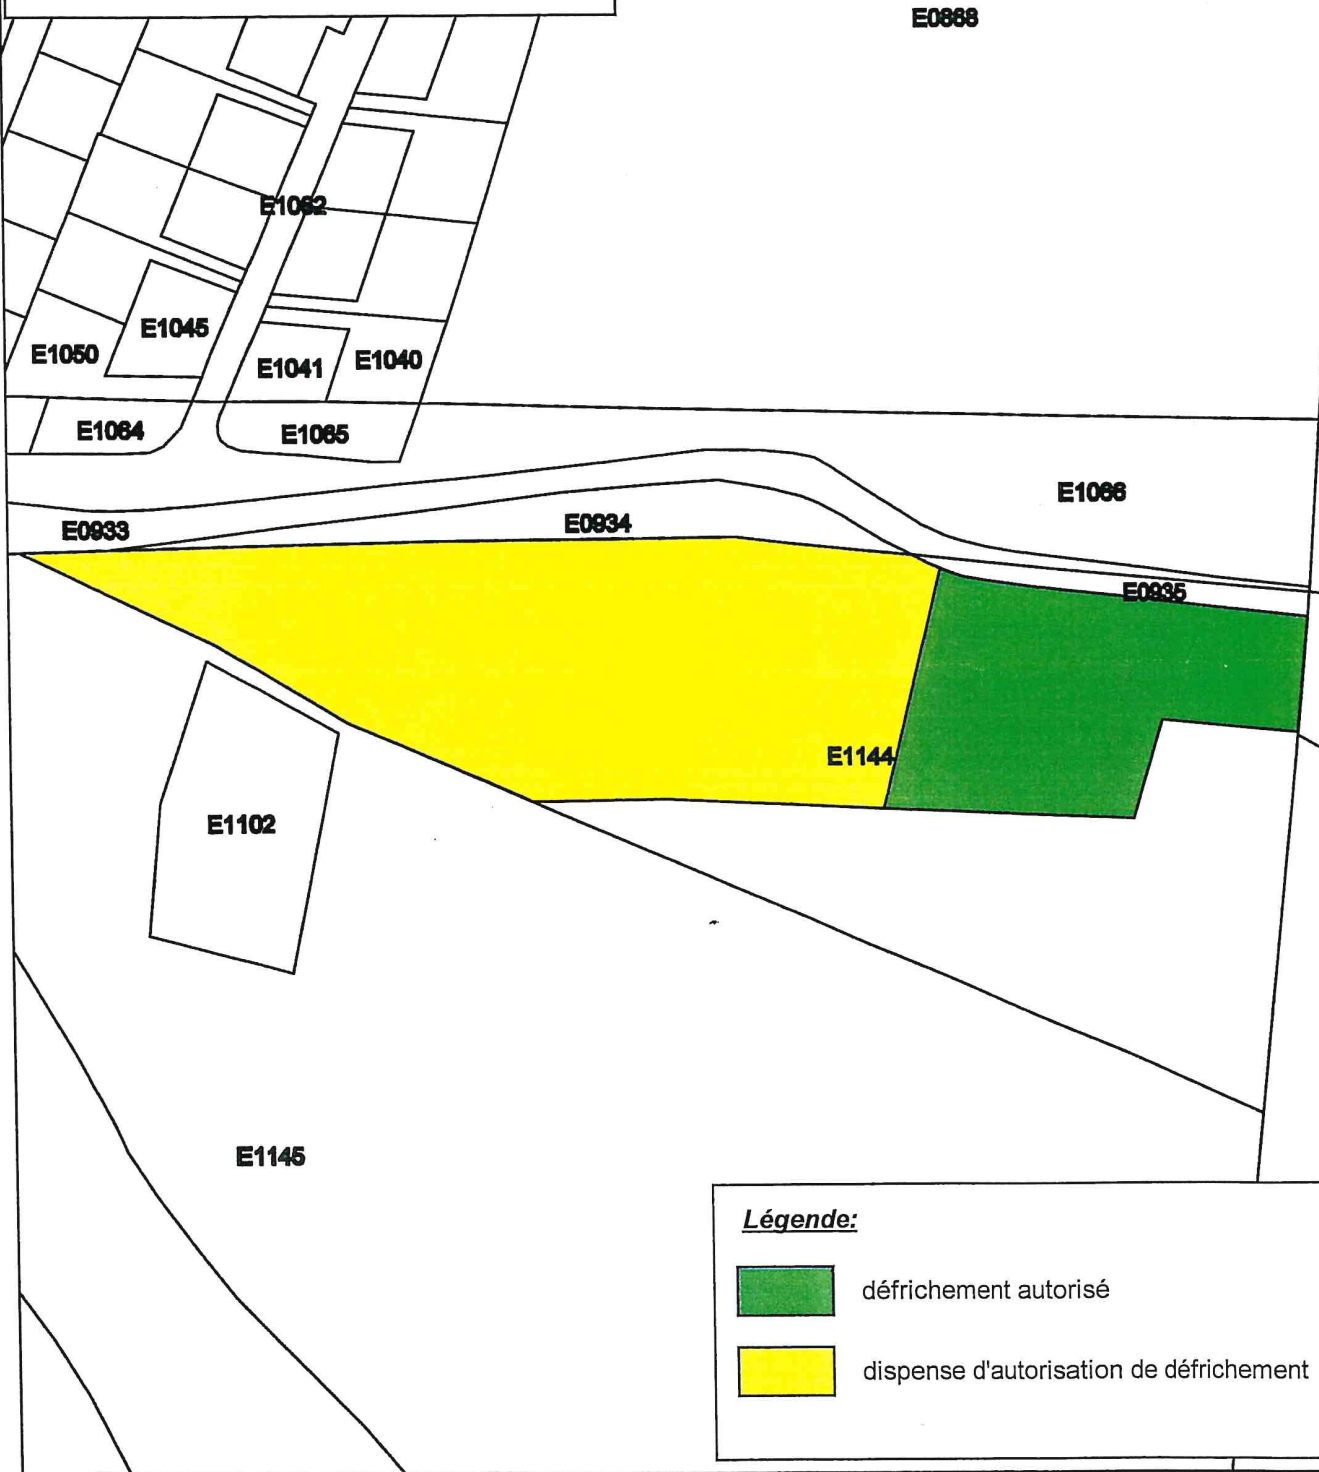 E0868
E1062
E1045
E1050
E1041
E1040
E1064
E1065
E1066
E0933
E0934
E0935
E1144
E1102
E1145
Légende:
défrichement autorisé
dispense d'autorisation de défrichement